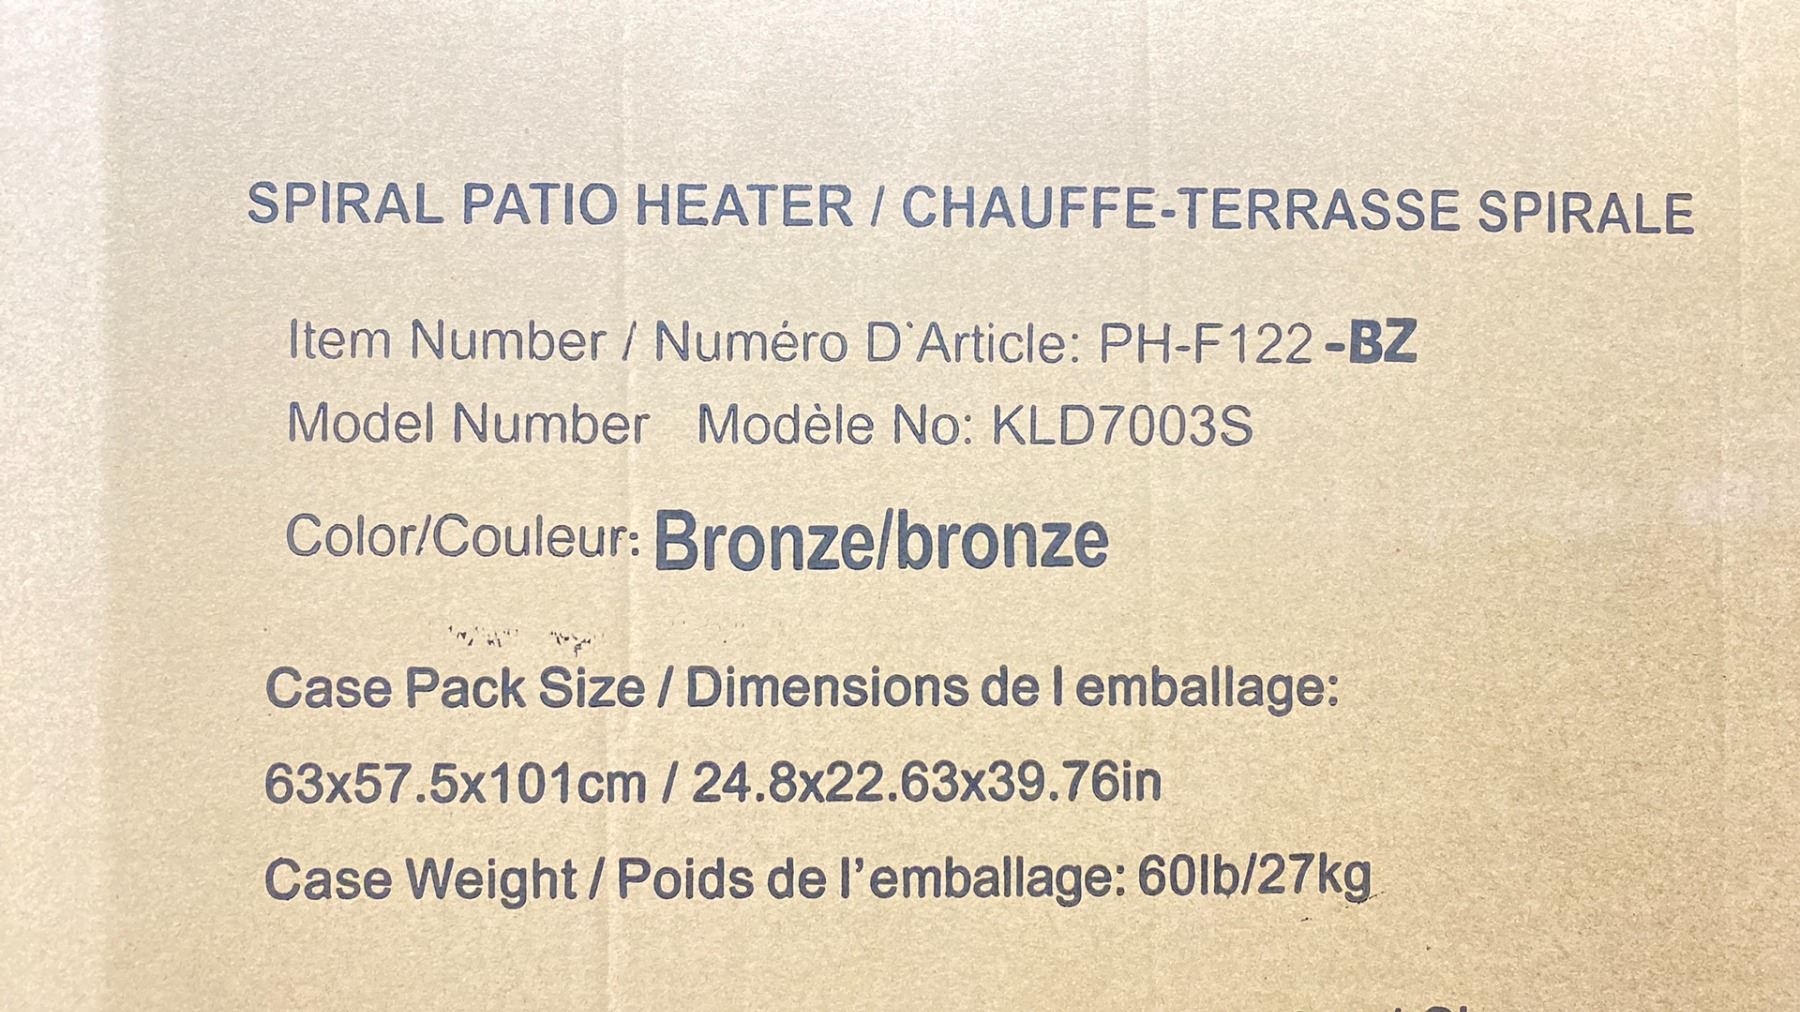 SPIRAL PATIO HEATER / CHAUFFE-TERRASSE SPIRALE
Item Number / Numéro D'Article: PH-F122-BZ
Model Number Modèle No: KLD7003S
Color/Couleur: Bronze/bronze
Case Pack Size / Dimensions de l emballage:
63x57.5x101cm / 24.8x22.63x39.76in
Case Weight / Poids de l'emballage: 60lb/27kg